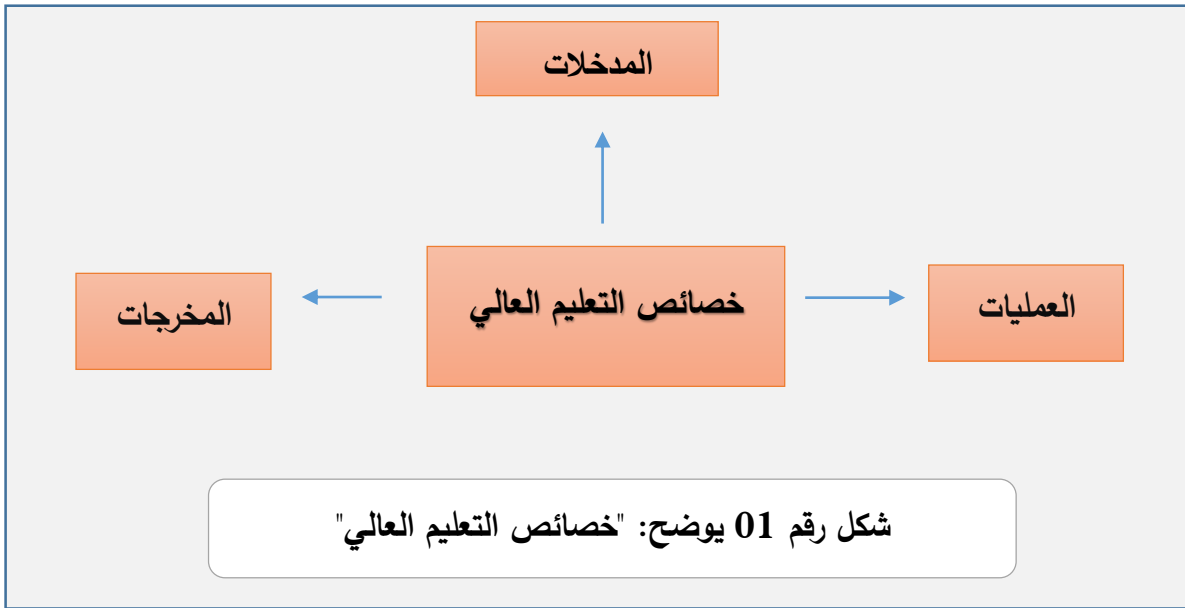 المدخلات
العمليات
خصائص التعليم العالي
المخرجات
شكل رقم 01 يوضح: "خصائص التعليم العالي"